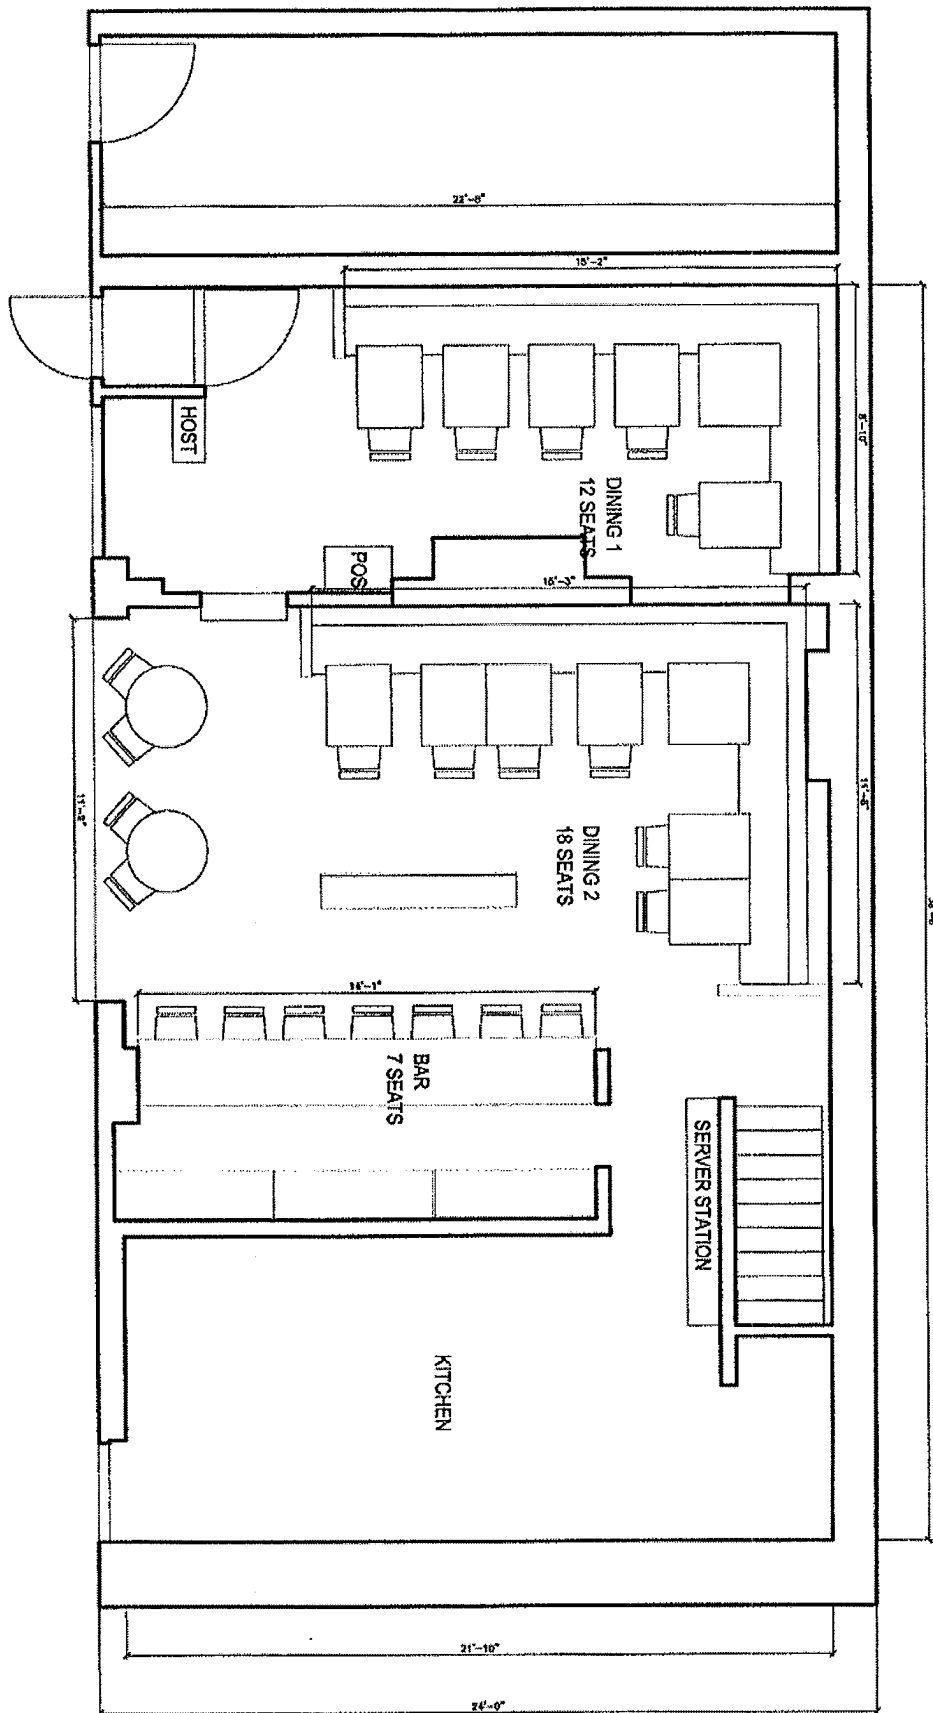 22'-6"
15'-2"
8'-10"
HOST
DINING 1
12 SEATS
POS
15'-3"
11'-8"
DINING 2
18 SEATS
14'-1"
BAR
7 SEATS
SERVER STATION
KITCHEN
21'-10"
24'-0"